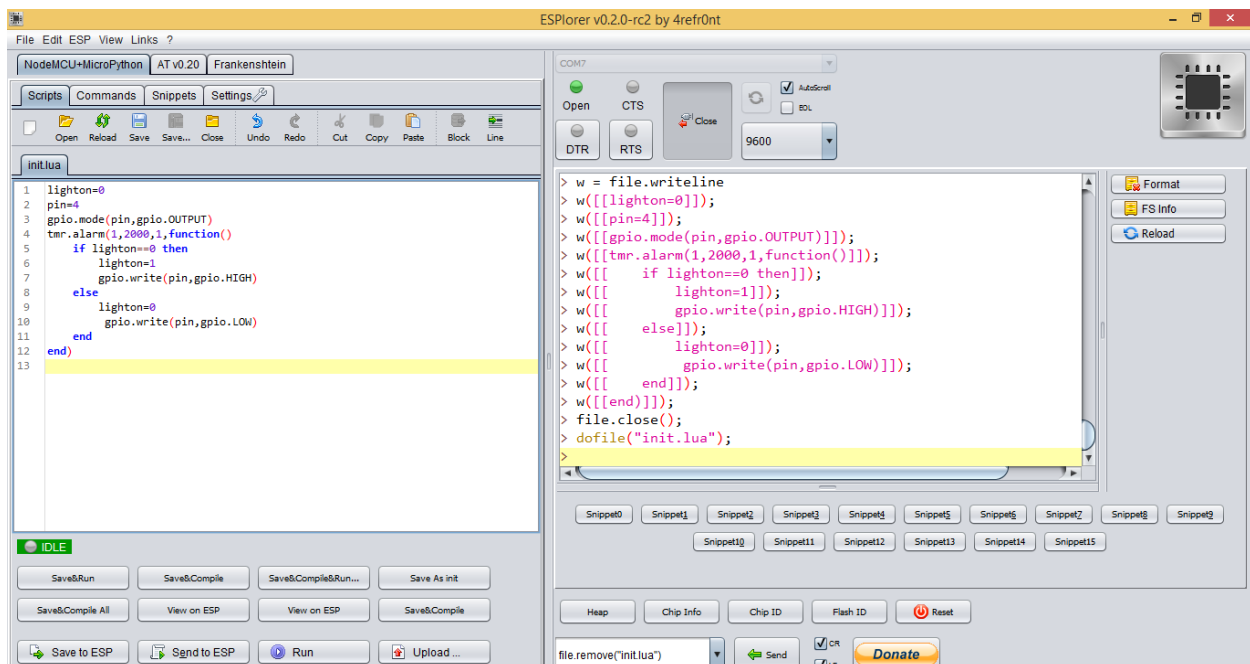 ESPlorer v0.2.0-rc2 by 4refr0nt
File Edit ESP View Links ?
NodeMCU+MicroPython AT v0.20 Frankenshtein
Scripts Commands Snippets Settings
Open Reload Save Save... Close Undo Redo Cut Copy Paste Block Line
init.lua
1 lighton=0
2 pin=4
3 gpio.mode(pin,gpio.OUTPUT)
4 tmr.alarm(1,2000,1,function()
5     if lighton==0 then
6         lighton=1
7         gpio.write(pin,gpio.HIGH)
8     else
9         lighton=0
10          gpio.write(pin,gpio.LOW)
11     end
12 end)
13
IDLE
Save&Run Save&Compile Save&Compile&Run... Save As init
Save&Compile All View on ESP View on ESP Save&Compile
Save to ESP Send to ESP Run Upload ...
COM7
Open CTS Close AutoScroll
EOL
DTR RTS 9600
> w = file.writeline
> w([[lighton=0]]);
> w([[pin=4]]);
> w([[gpio.mode(pin,gpio.OUTPUT)]]);
> w([[tmr.alarm(1,2000,1,function()]]);
> w([[    if lighton==0 then]]);
> w([[        lighton=1]]);
> w([[        gpio.write(pin,gpio.HIGH)]]);
> w([[    else]]);
> w([[        lighton=0]]);
> w([[         gpio.write(pin,gpio.LOW)]]);
> w([[    end]]);
> w([[end)]]);
> file.close();
> dofile("init.lua");
>
Format
FS Info
Reload
Snippet0 Snippet1 Snippet2 Snippet3 Snippet4 Snippet5 Snippet6 Snippet7 Snippet8 Snippet9
Snippet10 Snippet11 Snippet12 Snippet13 Snippet14 Snippet15
Heap Chip Info Chip ID Flash ID Reset
file.remove("init.lua") Send CR Donate